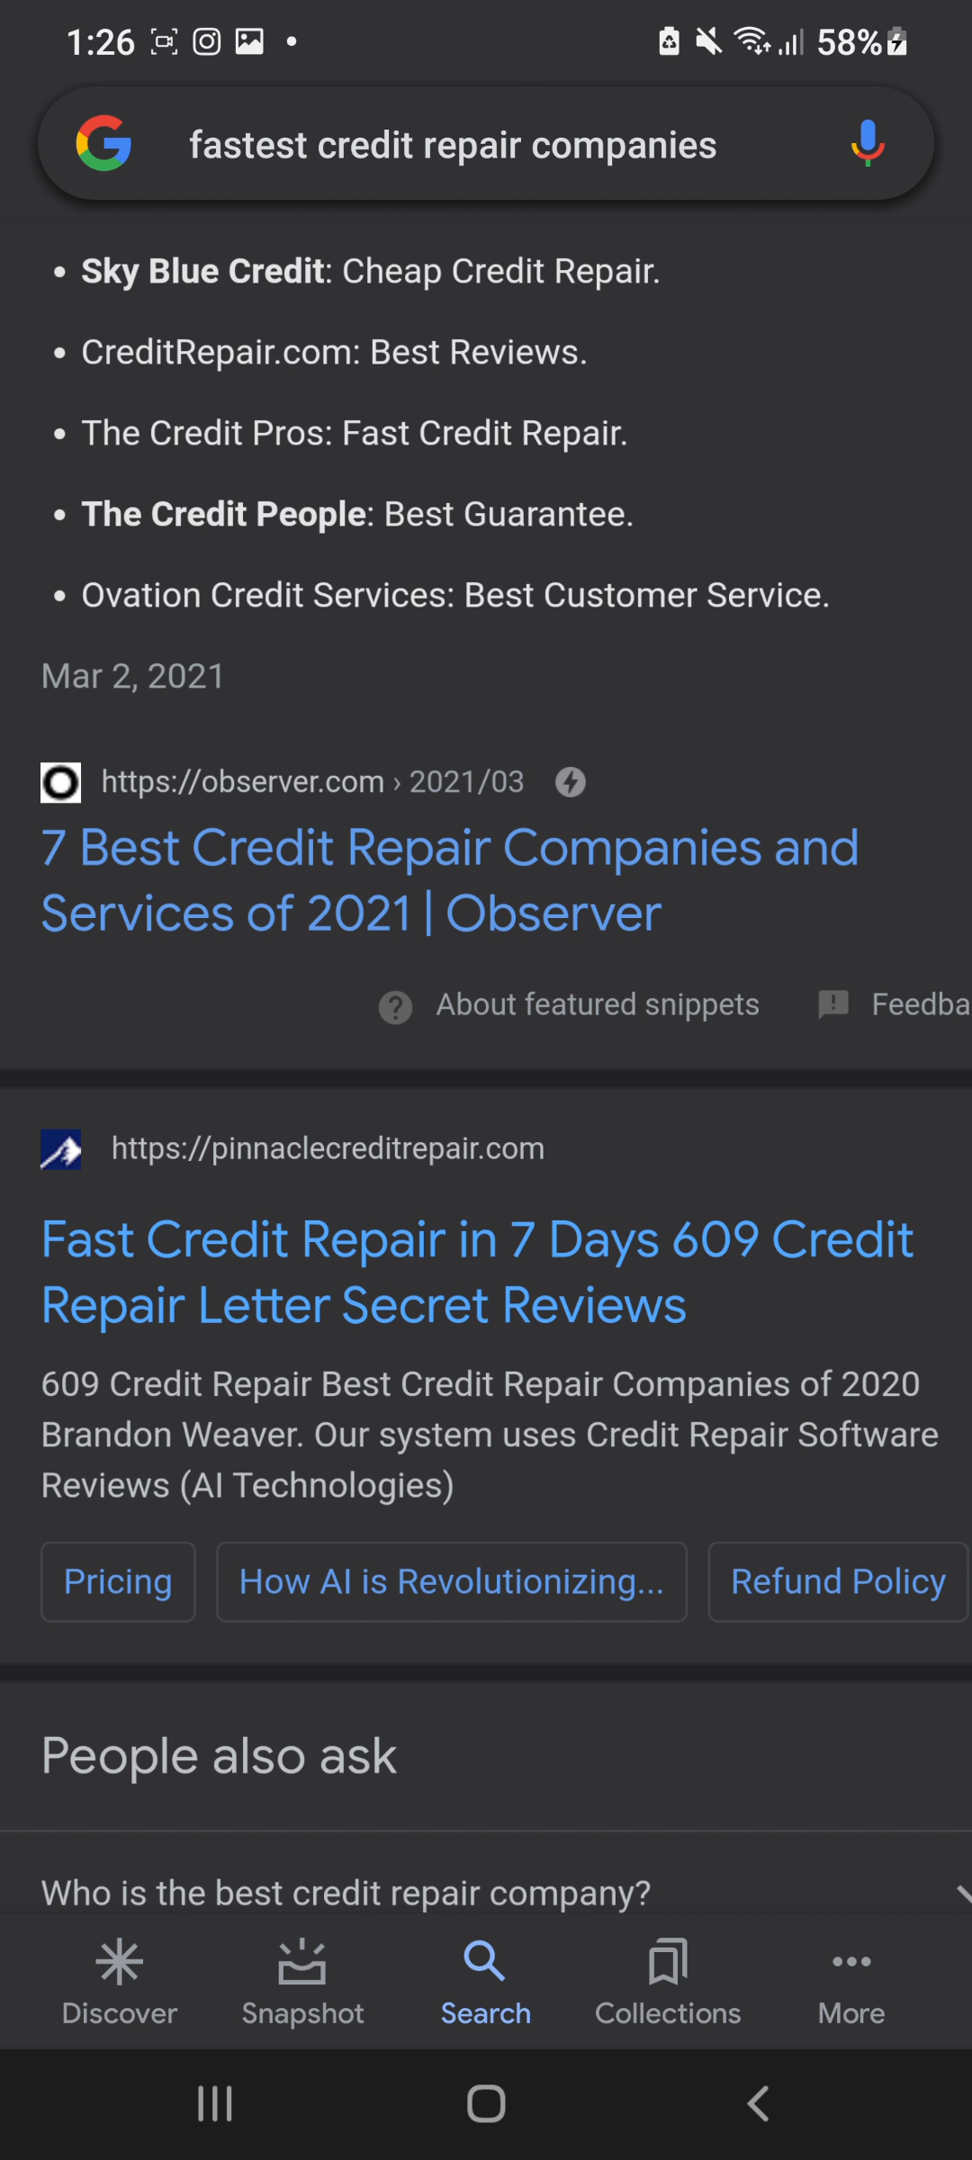 1:26 58%
fastest credit repair companies
• Sky Blue Credit: Cheap Credit Repair.
• CreditRepair.com: Best Reviews.
• The Credit Pros: Fast Credit Repair.
• The Credit People: Best Guarantee.
• Ovation Credit Services: Best Customer Service.
Mar 2, 2021
https://observer.com › 2021/03
7 Best Credit Repair Companies and
Services of 2021 | Observer
About featured snippets Feedba
https://pinnaclecreditrepair.com
Fast Credit Repair in 7 Days 609 Credit
Repair Letter Secret Reviews
609 Credit Repair Best Credit Repair Companies of 2020
Brandon Weaver. Our system uses Credit Repair Software
Reviews (AI Technologies)
Pricing How AI is Revolutionizing... Refund Policy
People also ask
Who is the best credit repair company?
Discover Snapshot Search Collections More